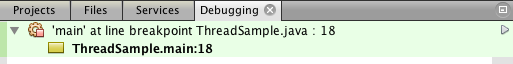 Projects Files Services Debugging
'main' at line breakpoint ThreadSample.java : 18
ThreadSample.main:18